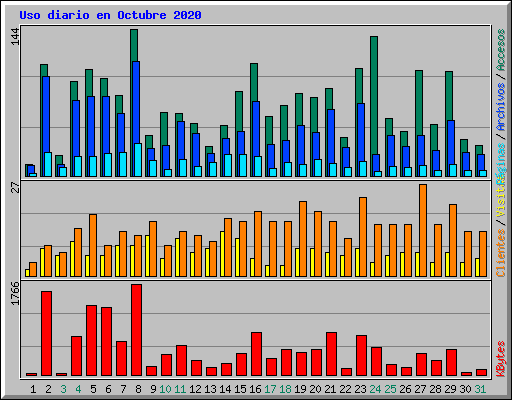 Uso diario en Octubre 2020
144
27
1766
Clientes / Visitas
Páginas / Archivos / Accesos
KBytes
1 2 3 4 5 6 7 8 9 10 11 12 13 14 15 16 17 18 19 20 21 22 23 24 25 26 27 28 29 30 31